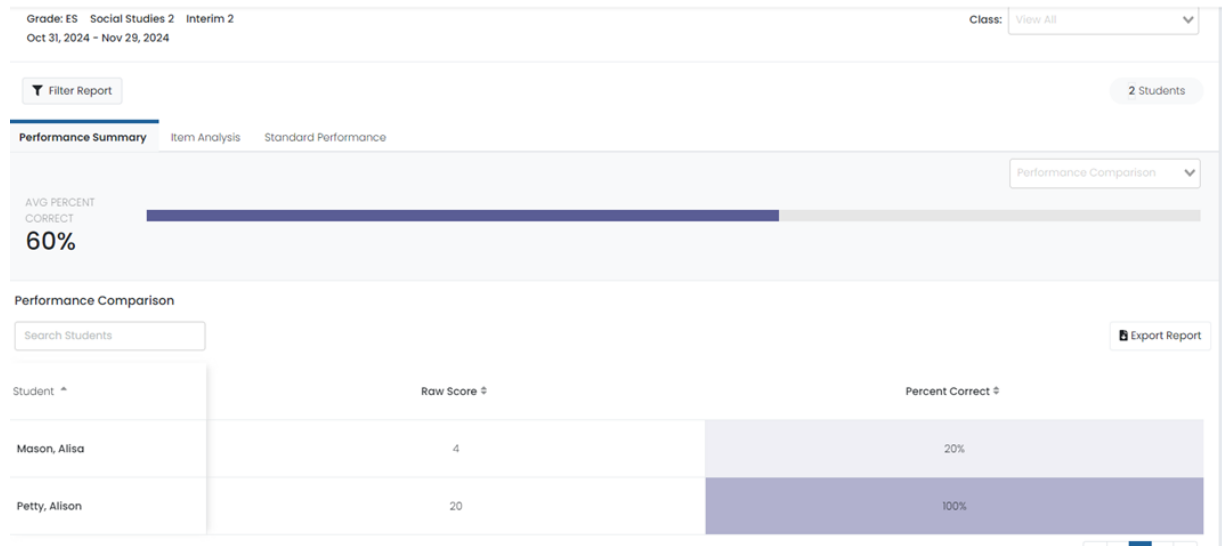 Grade: ES Social Studies 2 Interim 2
Class: View All
Oct 31, 2024 - Nov 29, 2024
Filter Report
2 Students
Performance Summary Item Analysis Standard Performance
Performance Comparison
AVG PERCENT
CORRECT
60%
Performance Comparison
Search Students
Export Report
Student Raw Score Percent Correct
Mason, Alisa 4 20%
Petty, Alison 20 100%